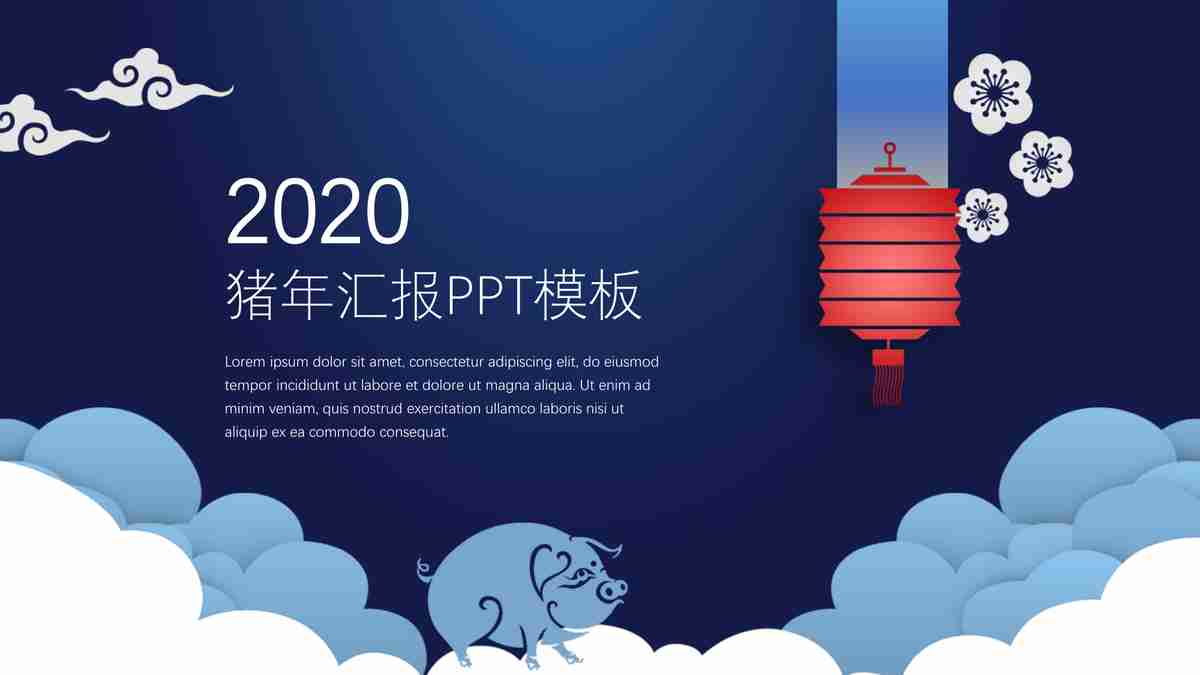 2020
猪年汇报PPT模板
Lorem ipsum dolor sit amet, consectetur adipiscing elit, do eiusmod
tempor incididunt ut labore et dolore ut magna aliqua. Ut enim ad
minim veniam, quis nostrud exercitation ullamco laboris nisi ut
aliquip ex ea commodo consequat.